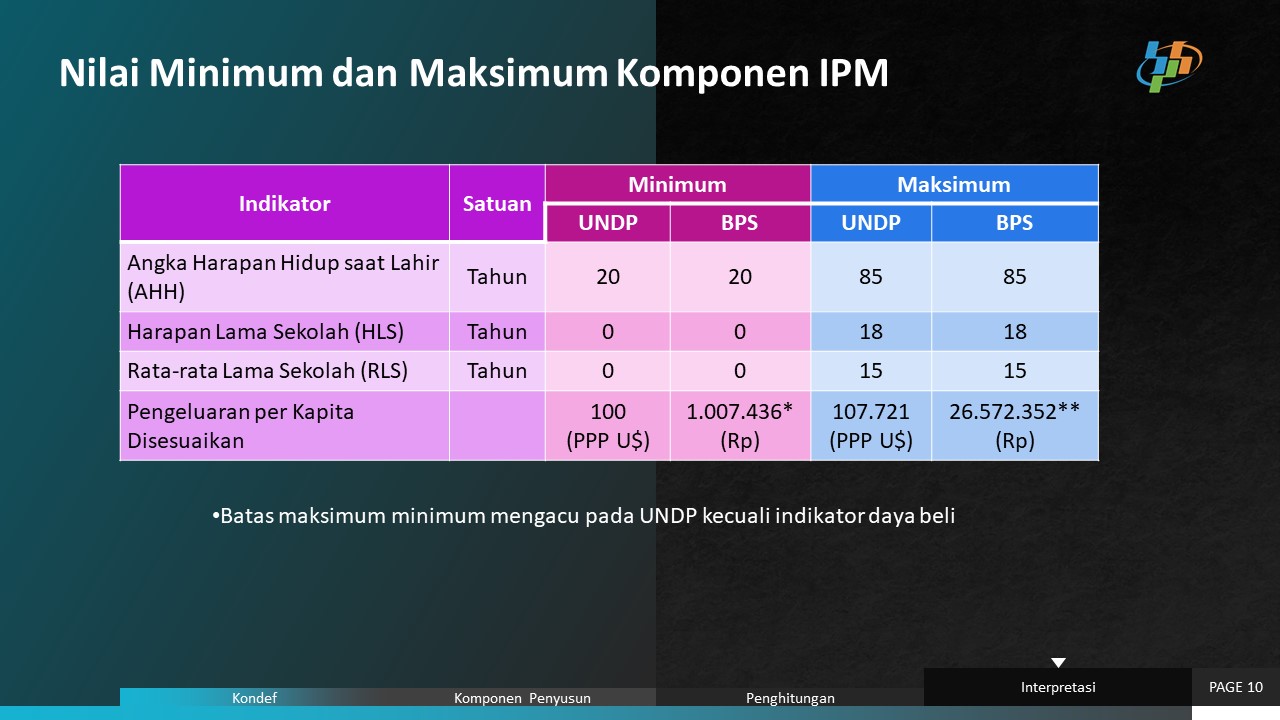 Nilai Minimum dan Maksimum Komponen IPM
Indikator Satuan Minimum Maksimum
UNDP BPS UNDP BPS
Angka Harapan Hidup saat Lahir
(AHH) Tahun 20 20 85 85
Harapan Lama Sekolah (HLS) Tahun 0 0 18 18
Rata-rata Lama Sekolah (RLS) Tahun 0 0 15 15
Pengeluaran per Kapita 100 1.007.436* 107.721 26.572.352**
Disesuaikan (PPP U$) (Rp) (PPP U$) (Rp)
•Batas maksimum minimum mengacu pada UNDP kecuali indikator daya beli
Kondef Komponen Penyusun Penghitungan Interpretasi PAGE 10